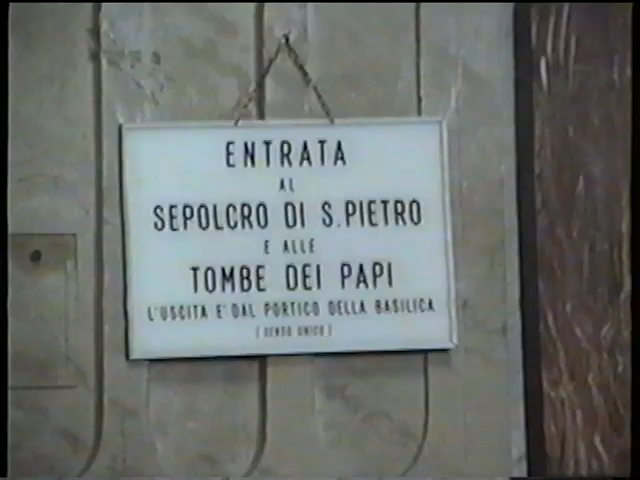 ENTRATA
AL
SEPOLCRO DI S. PIETRO
E ALLE
TOMBE DEI PAPI
L'USCITA E' DAL PORTICO DELLA BASILICA
( SENSO UNICO )